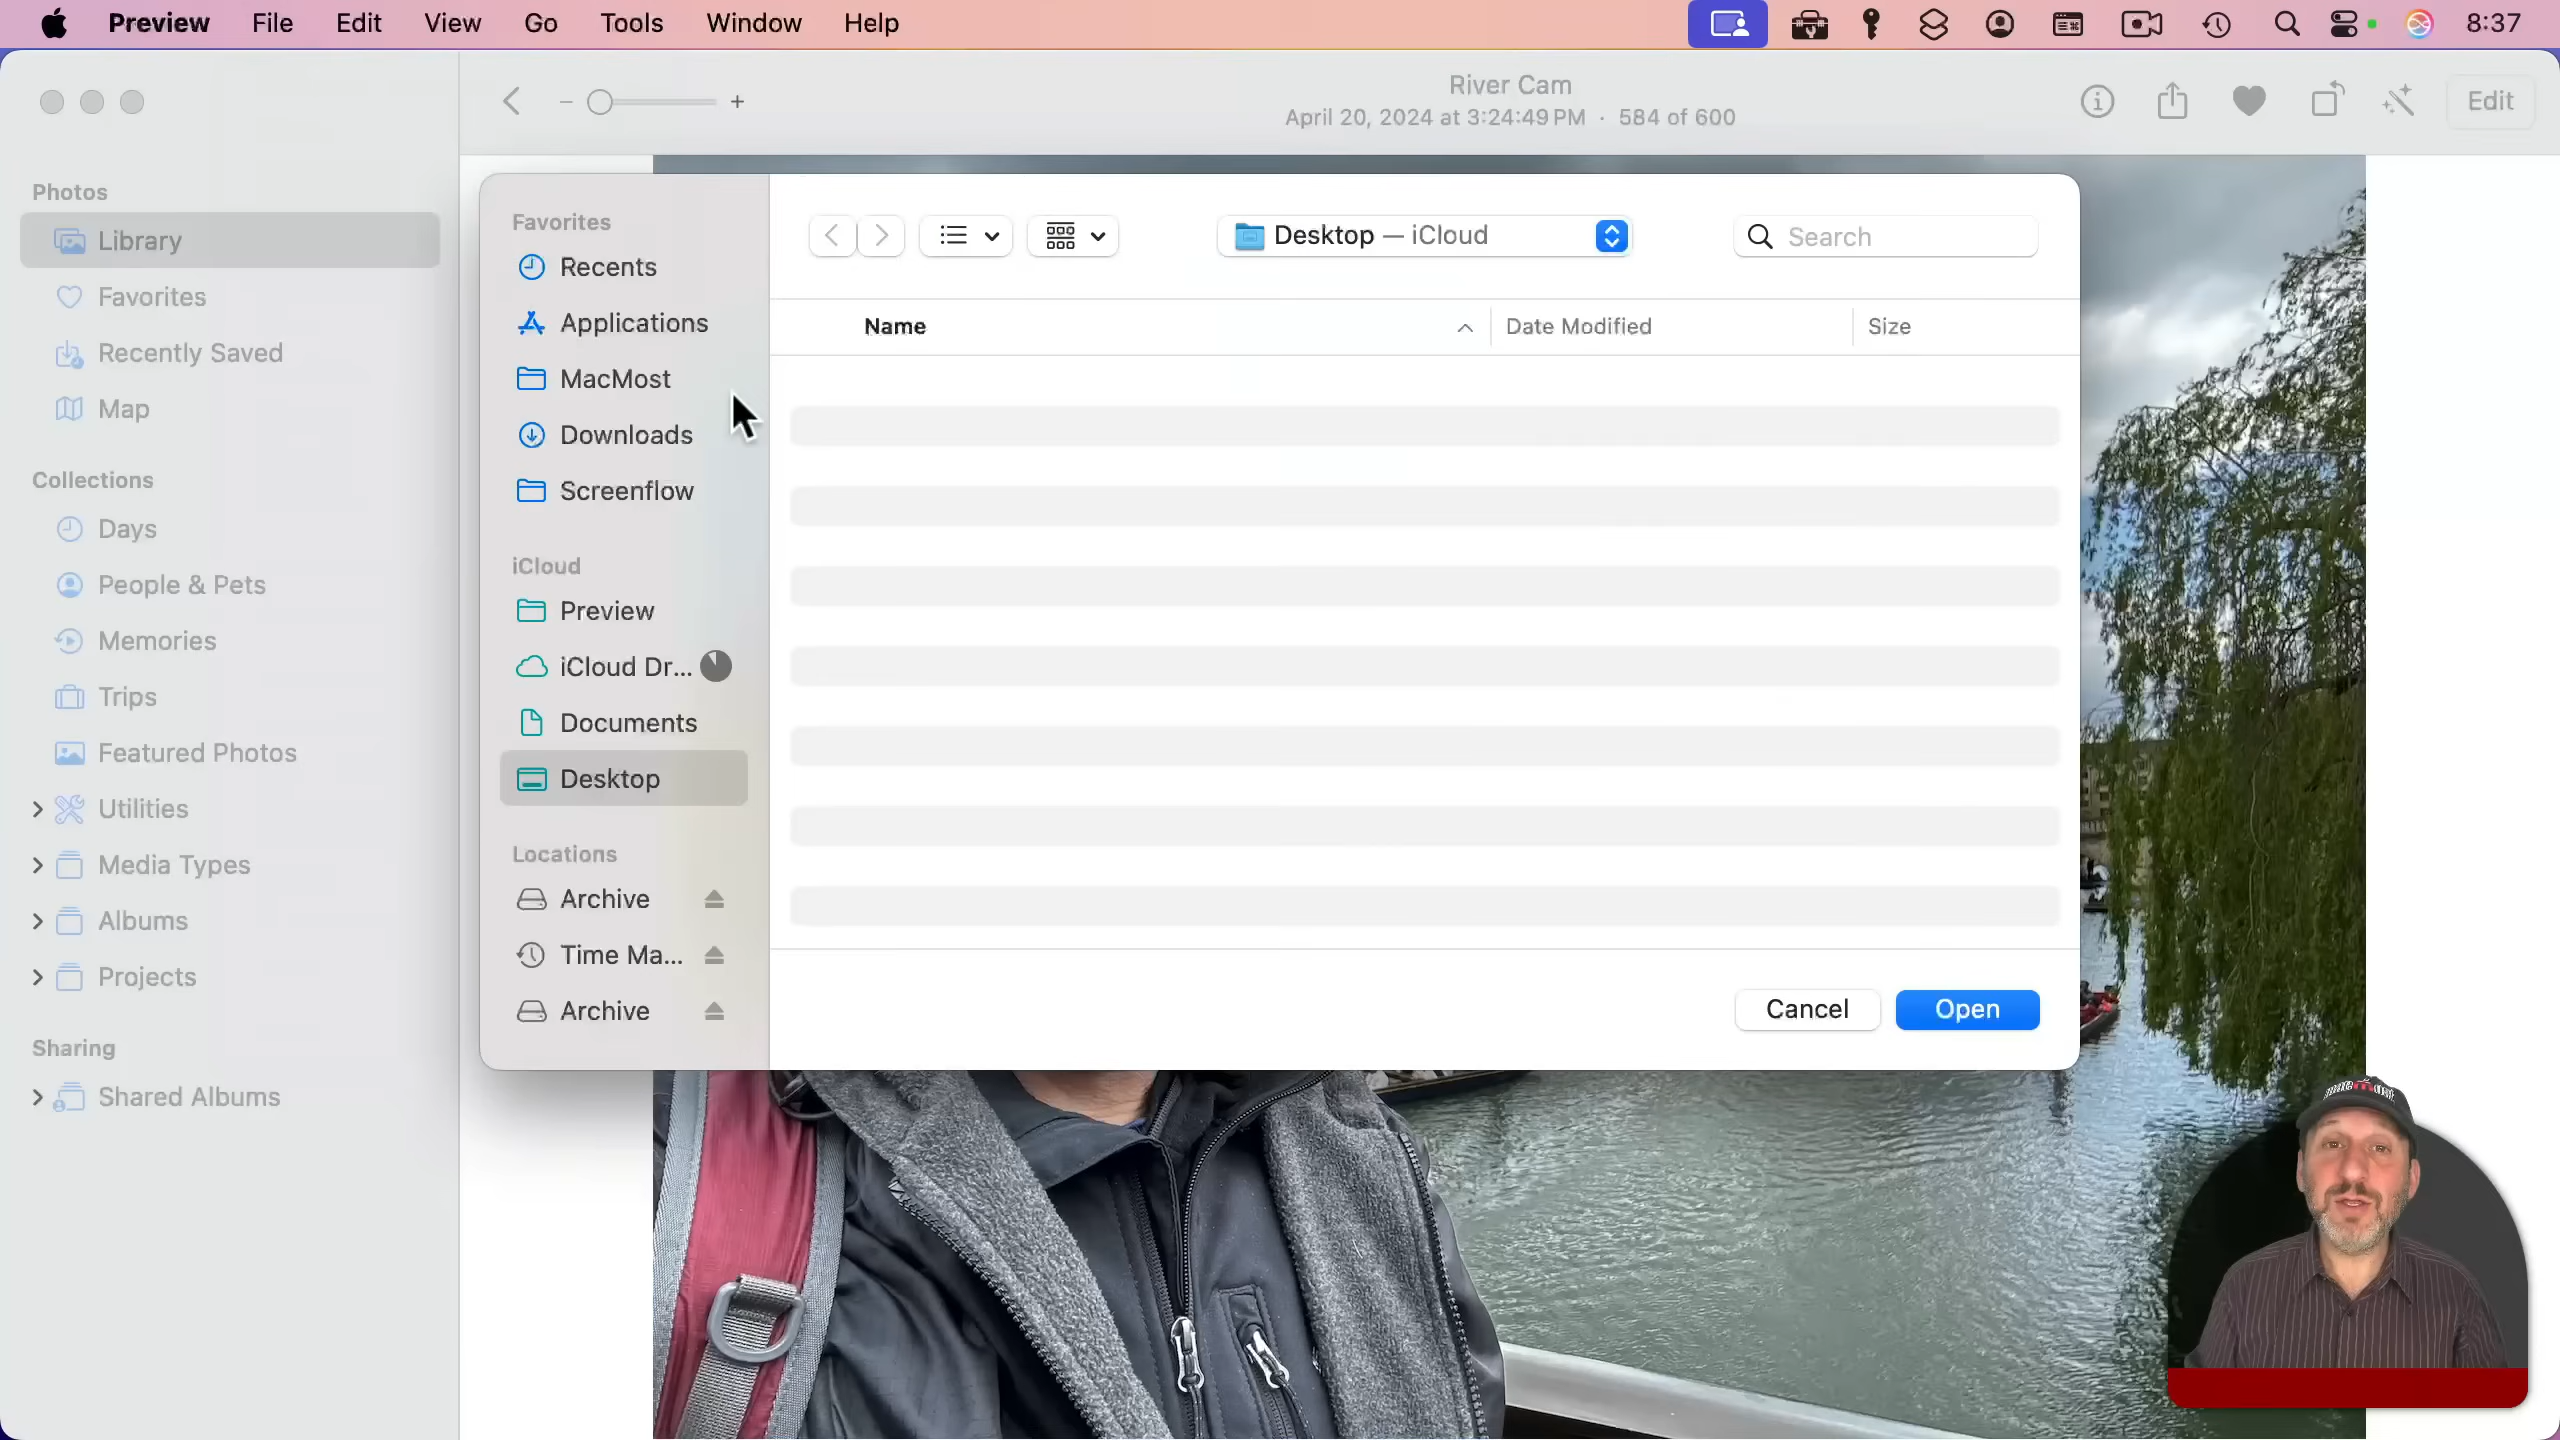 Preview File Edit View Go Tools Window Help 8:37
River Cam
April 20, 2024 at 3:24:49 PM · 584 of 600
Edit
Photos
Library
Favorites
Recently Saved
Map
Collections
Days
People & Pets
Memories
Trips
Featured Photos
Utilities
Media Types
Albums
Projects
Sharing
Shared Albums
Favorites
Recents
Applications
MacMost
Downloads
Screenflow
iCloud
Preview
iCloud Dr...
Documents
Desktop
Locations
Archive
Time Ma...
Archive
Desktop — iCloud
Search
Name Date Modified Size
Cancel Open